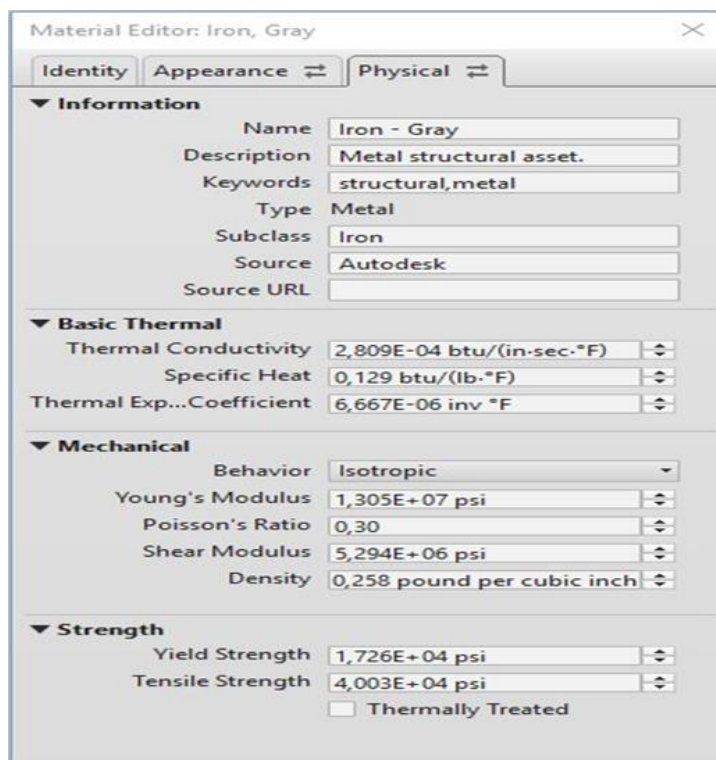 Material Editor: Iron, Gray
Identity Appearance Physical
Information
Name Iron - Gray
Description Metal structural asset.
Keywords structural,metal
Type Metal
Subclass Iron
Source Autodesk
Source URL
Basic Thermal
Thermal Conductivity 2,809E-04 btu/(in·sec·°F)
Specific Heat 0,129 btu/(lb·°F)
Thermal Exp...Coefficient 6,667E-06 inv °F
Mechanical
Behavior Isotropic
Young's Modulus 1,305E+07 psi
Poisson's Ratio 0,30
Shear Modulus 5,294E+06 psi
Density 0,258 pound per cubic inch
Strength
Yield Strength 1,726E+04 psi
Tensile Strength 4,003E+04 psi
Thermally Treated